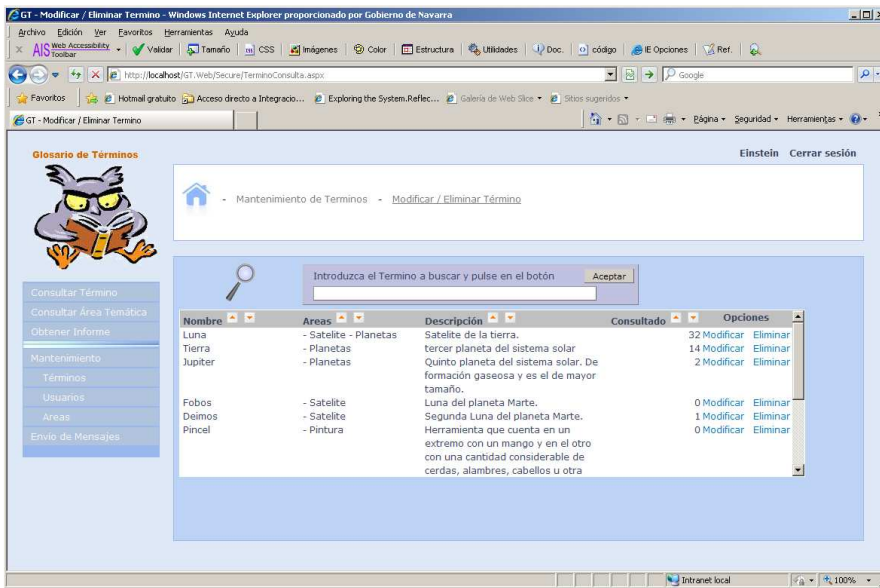 GT - Modificar / Eliminar Termino - Windows Internet Explorer proporcionado por Gobierno de Navarra
Archivo Edición Ver Favoritos Herramientas Ayuda
AIS Web Accessibility Toolbar Validar Tamaño CSS Imágenes Color Estructura Utilidades Doc. código IE Opciones Ref.
http://localhost/GT.Web/Secure/TerminoConsulta.aspx Google
Favoritos Hotmail gratuito Acceso directo a Integracio... Exploring the System.Reflec... Galería de Web Slice Sitios sugeridos
GT - Modificar / Eliminar Termino Página Seguridad Herramientas
Glosario de Términos
Einstein Cerrar sesión
- Mantenimiento de Terminos - Modificar / Eliminar Término
Introduzca el Termino a buscar y pulse en el botón Aceptar
Consultar Término
Consultar Área Temática
Obtener Informe
Mantenimiento
Términos
Usuarios
Areas
Envío de Mensajes
Nombre Areas Descripción Consultado Opciones
Luna - Satelite - Planetas Satelite de la tierra. 32 Modificar Eliminar
Tierra - Planetas tercer planeta del sistema solar 14 Modificar Eliminar
Jupiter - Planetas Quinto planeta del sistema solar. De 2 Modificar Eliminar
formación gaseosa y es el de mayor
tamaño.
Fobos - Satelite Luna del planeta Marte. 0 Modificar Eliminar
Deimos - Satelite Segunda Luna del planeta Marte. 1 Modificar Eliminar
Pincel - Pintura Herramienta que cuenta en un 0 Modificar Eliminar
extremo con un mango y en el otro
con una cantidad considerable de
cerdas, alambres, cabellos u otra
Intranet local 100%